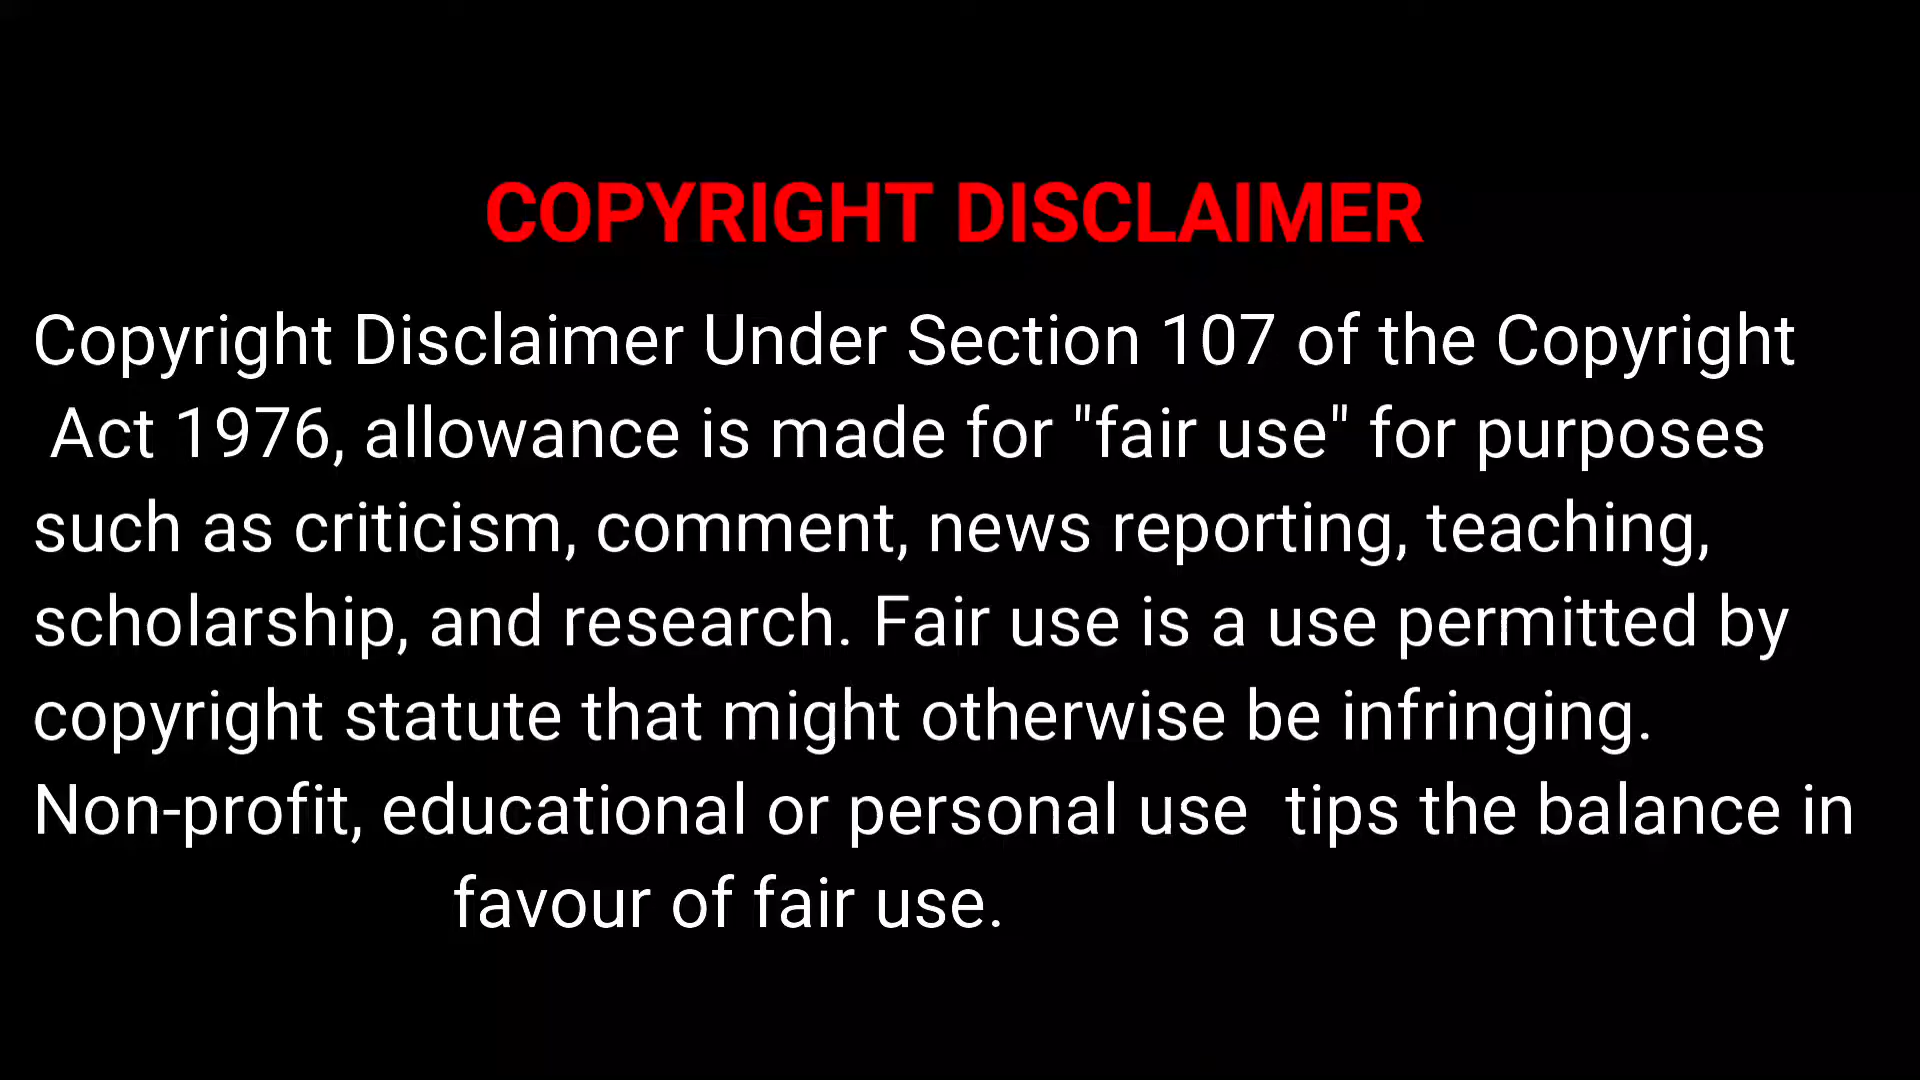 COPYRIGHT DISCLAIMER
Copyright Disclaimer Under Section 107 of the Copyright
Act 1976, allowance is made for "fair use" for purposes
such as criticism, comment, news reporting, teaching,
scholarship, and research. Fair use is a use permitted by
copyright statute that might otherwise be infringing.
Non-profit, educational or personal use  tips the balance in
favour of fair use.